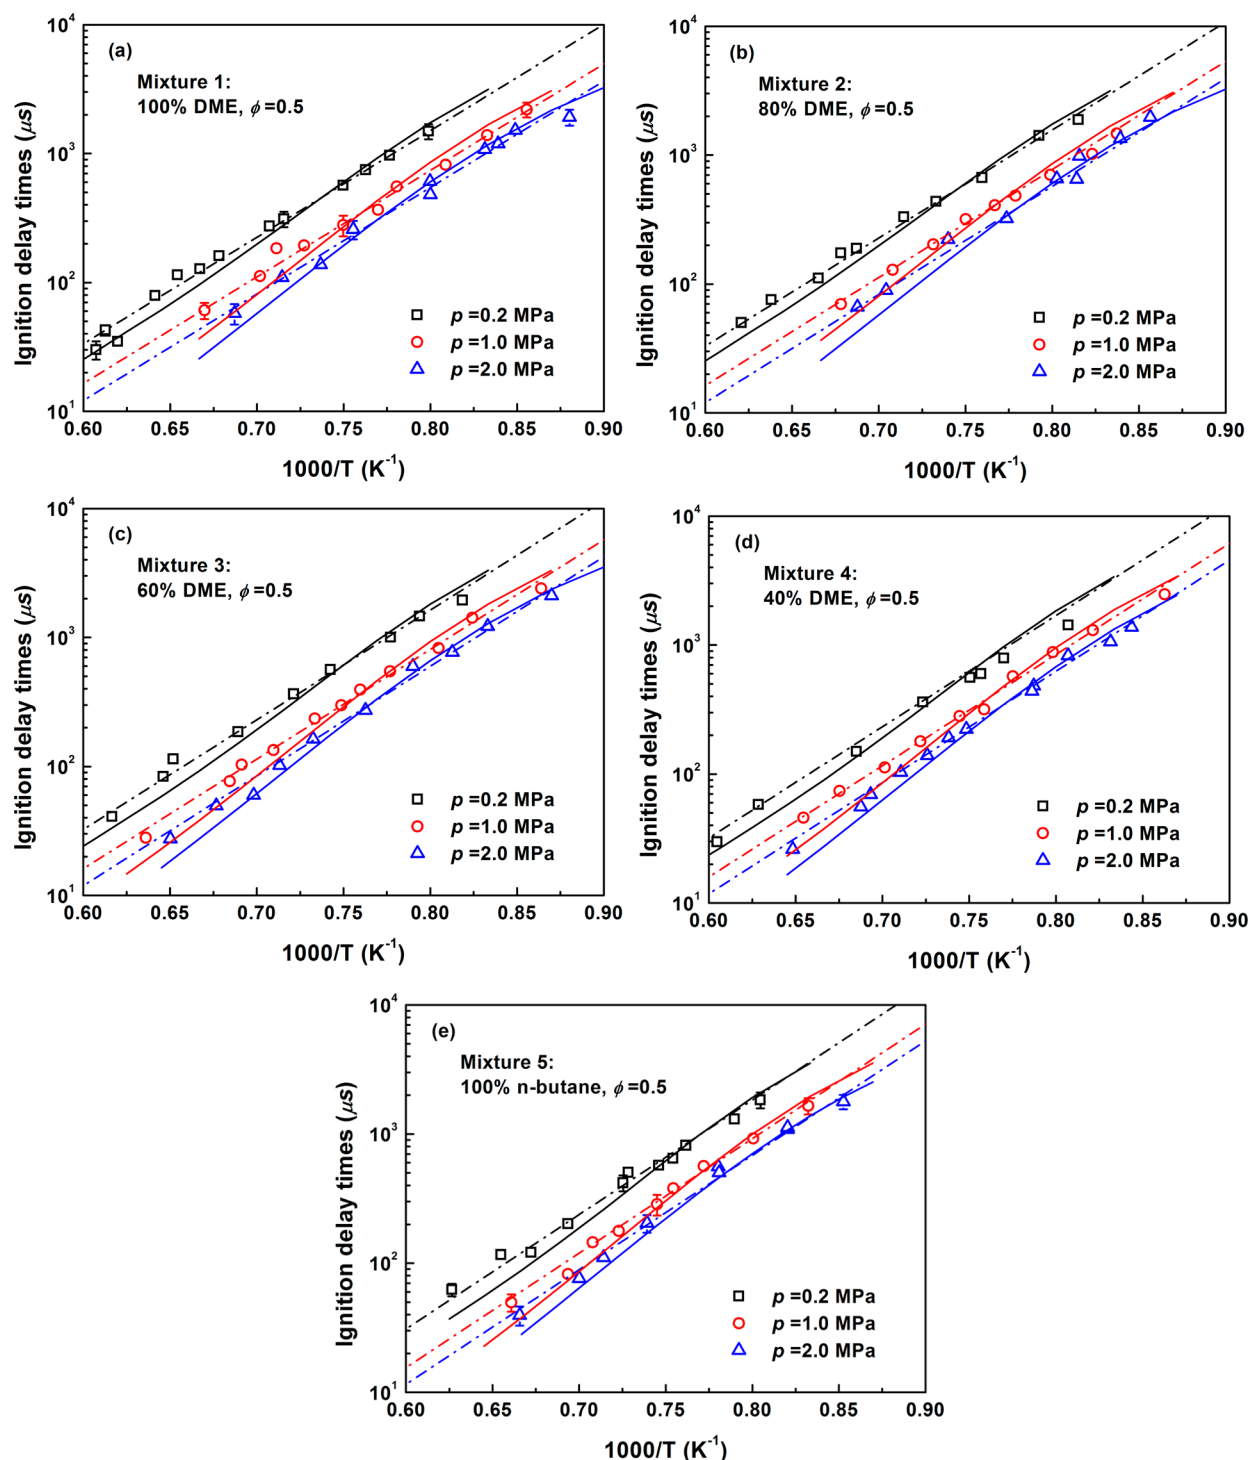 (a)
Mixture 1:
100% DME, ϕ=0.5
Ignition delay times (μs)
10⁴
10³
10²
10¹
p=0.2 MPa
p=1.0 MPa
p=2.0 MPa
0.60 0.65 0.70 0.75 0.80 0.85 0.90
1000/T (K⁻¹)
(b)
Mixture 2:
80% DME, ϕ=0.5
Ignition delay times (μs)
10⁴
10³
10²
10¹
p=0.2 MPa
p=1.0 MPa
p=2.0 MPa
0.60 0.65 0.70 0.75 0.80 0.85 0.90
1000/T (K⁻¹)
(c)
Mixture 3:
60% DME, ϕ=0.5
Ignition delay times (μs)
10⁴
10³
10²
10¹
p=0.2 MPa
p=1.0 MPa
p=2.0 MPa
0.60 0.65 0.70 0.75 0.80 0.85 0.90
1000/T (K⁻¹)
(d)
Mixture 4:
40% DME, ϕ=0.5
Ignition delay times (μs)
10⁴
10³
10²
10¹
p=0.2 MPa
p=1.0 MPa
p=2.0 MPa
0.60 0.65 0.70 0.75 0.80 0.85 0.90
1000/T (K⁻¹)
(e)
Mixture 5:
100% n-butane, ϕ=0.5
Ignition delay times (μs)
10⁴
10³
10²
10¹
p=0.2 MPa
p=1.0 MPa
p=2.0 MPa
0.60 0.65 0.70 0.75 0.80 0.85 0.90
1000/T (K⁻¹)